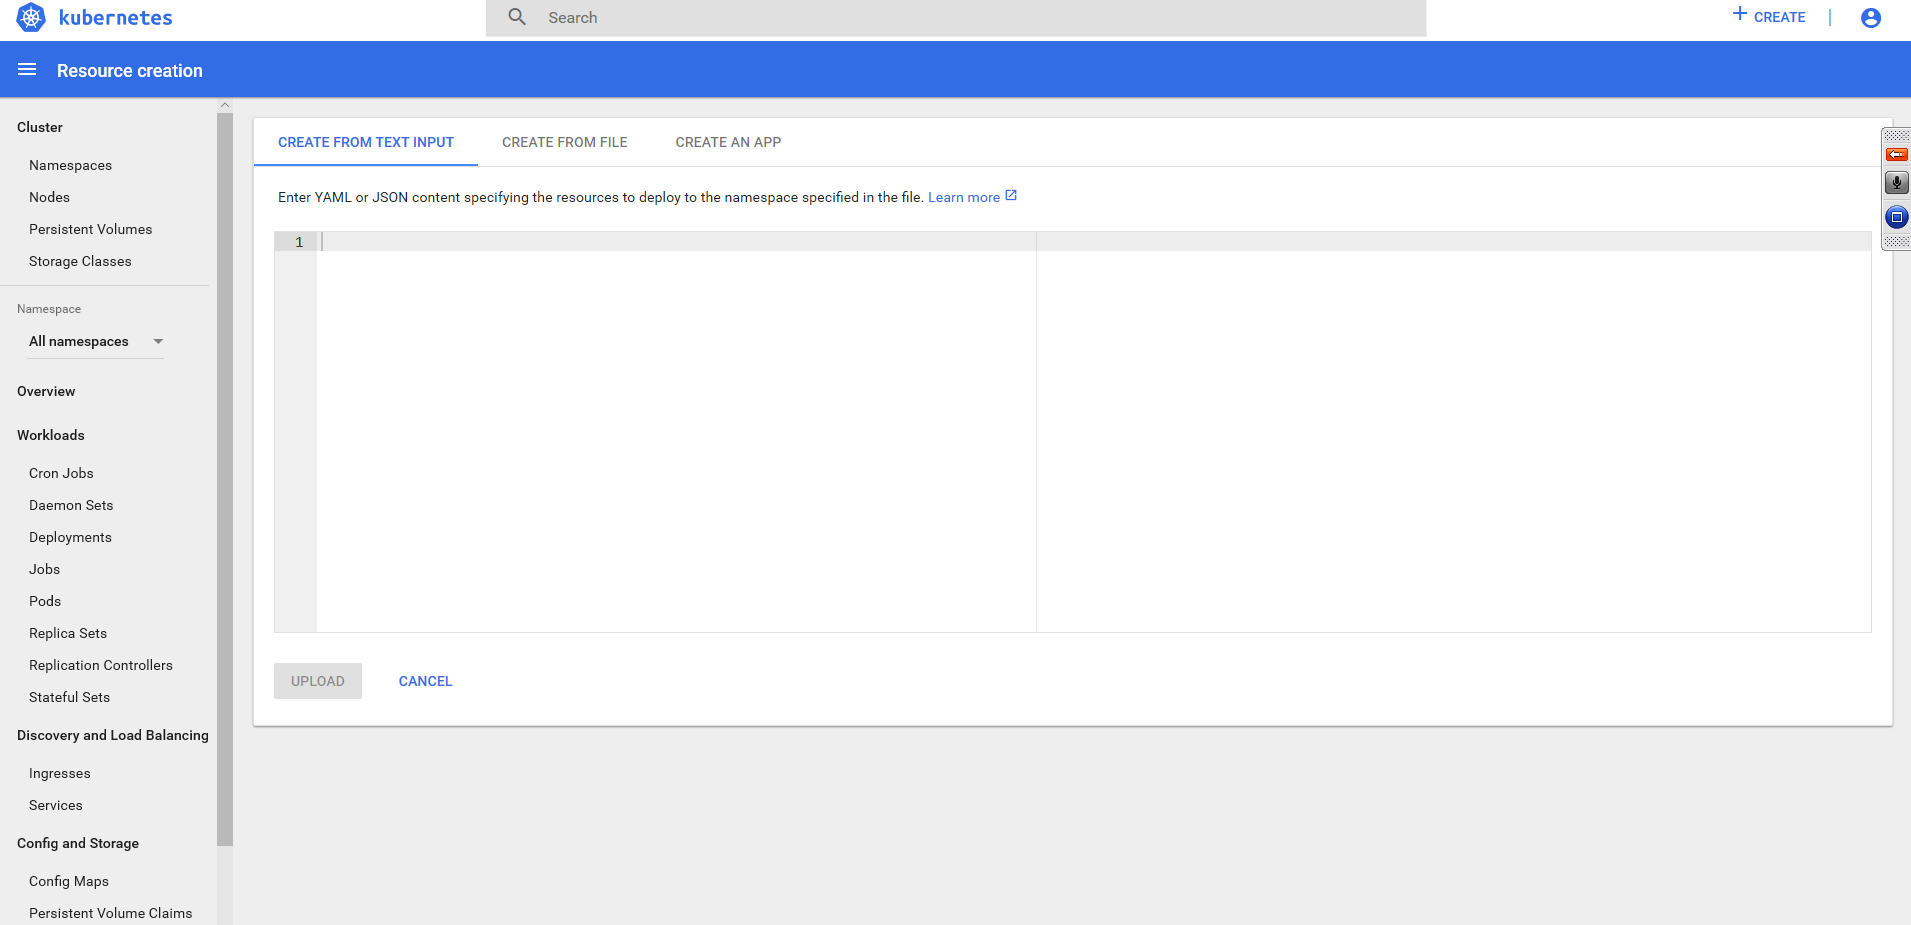 kubernetes
Search
CREATE
Resource creation
Cluster
Namespaces
Nodes
Persistent Volumes
Storage Classes
Namespace
All namespaces
Overview
Workloads
Cron Jobs
Daemon Sets
Deployments
Jobs
Pods
Replica Sets
Replication Controllers
Stateful Sets
Discovery and Load Balancing
Ingresses
Services
Config and Storage
Config Maps
Persistent Volume Claims
CREATE FROM TEXT INPUT CREATE FROM FILE CREATE AN APP
Enter YAML or JSON content specifying the resources to deploy to the namespace specified in the file. Learn more
1
UPLOAD CANCEL